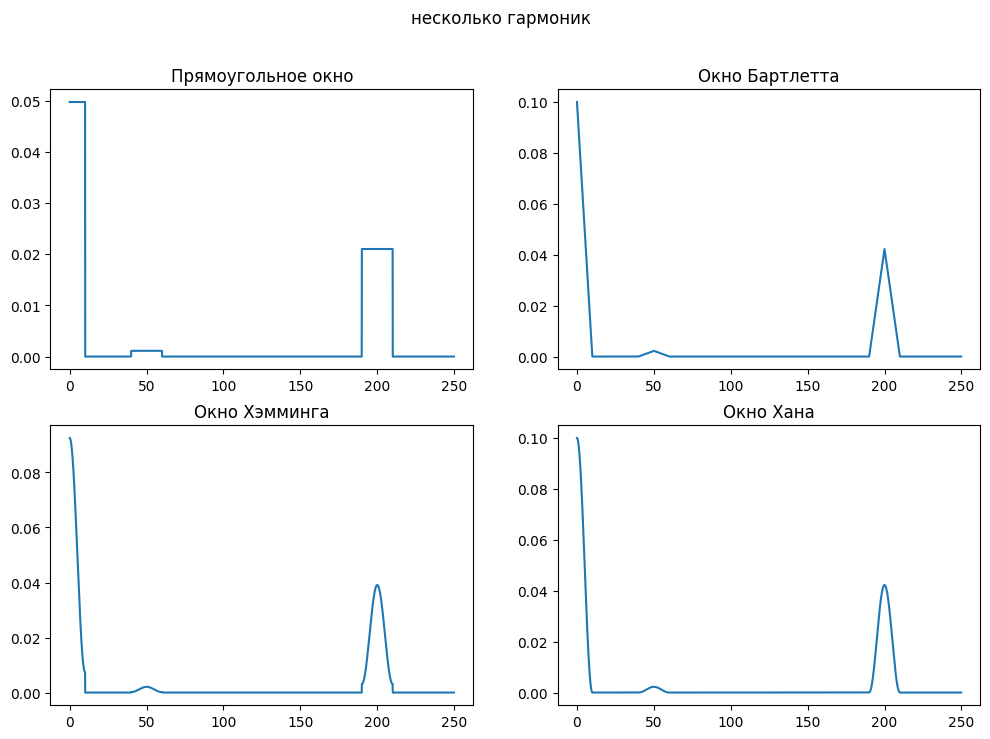 несколько гармоник
Прямоугольное окно
0.05
0.04
0.03
0.02
0.01
0.00
0 50 100 150 200 250
Окно Бартлетта
0.10
0.08
0.06
0.04
0.02
0.00
0 50 100 150 200 250
Окно Хэмминга
0.08
0.06
0.04
0.02
0.00
0 50 100 150 200 250
Окно Хана
0.10
0.08
0.06
0.04
0.02
0.00
0 50 100 150 200 250